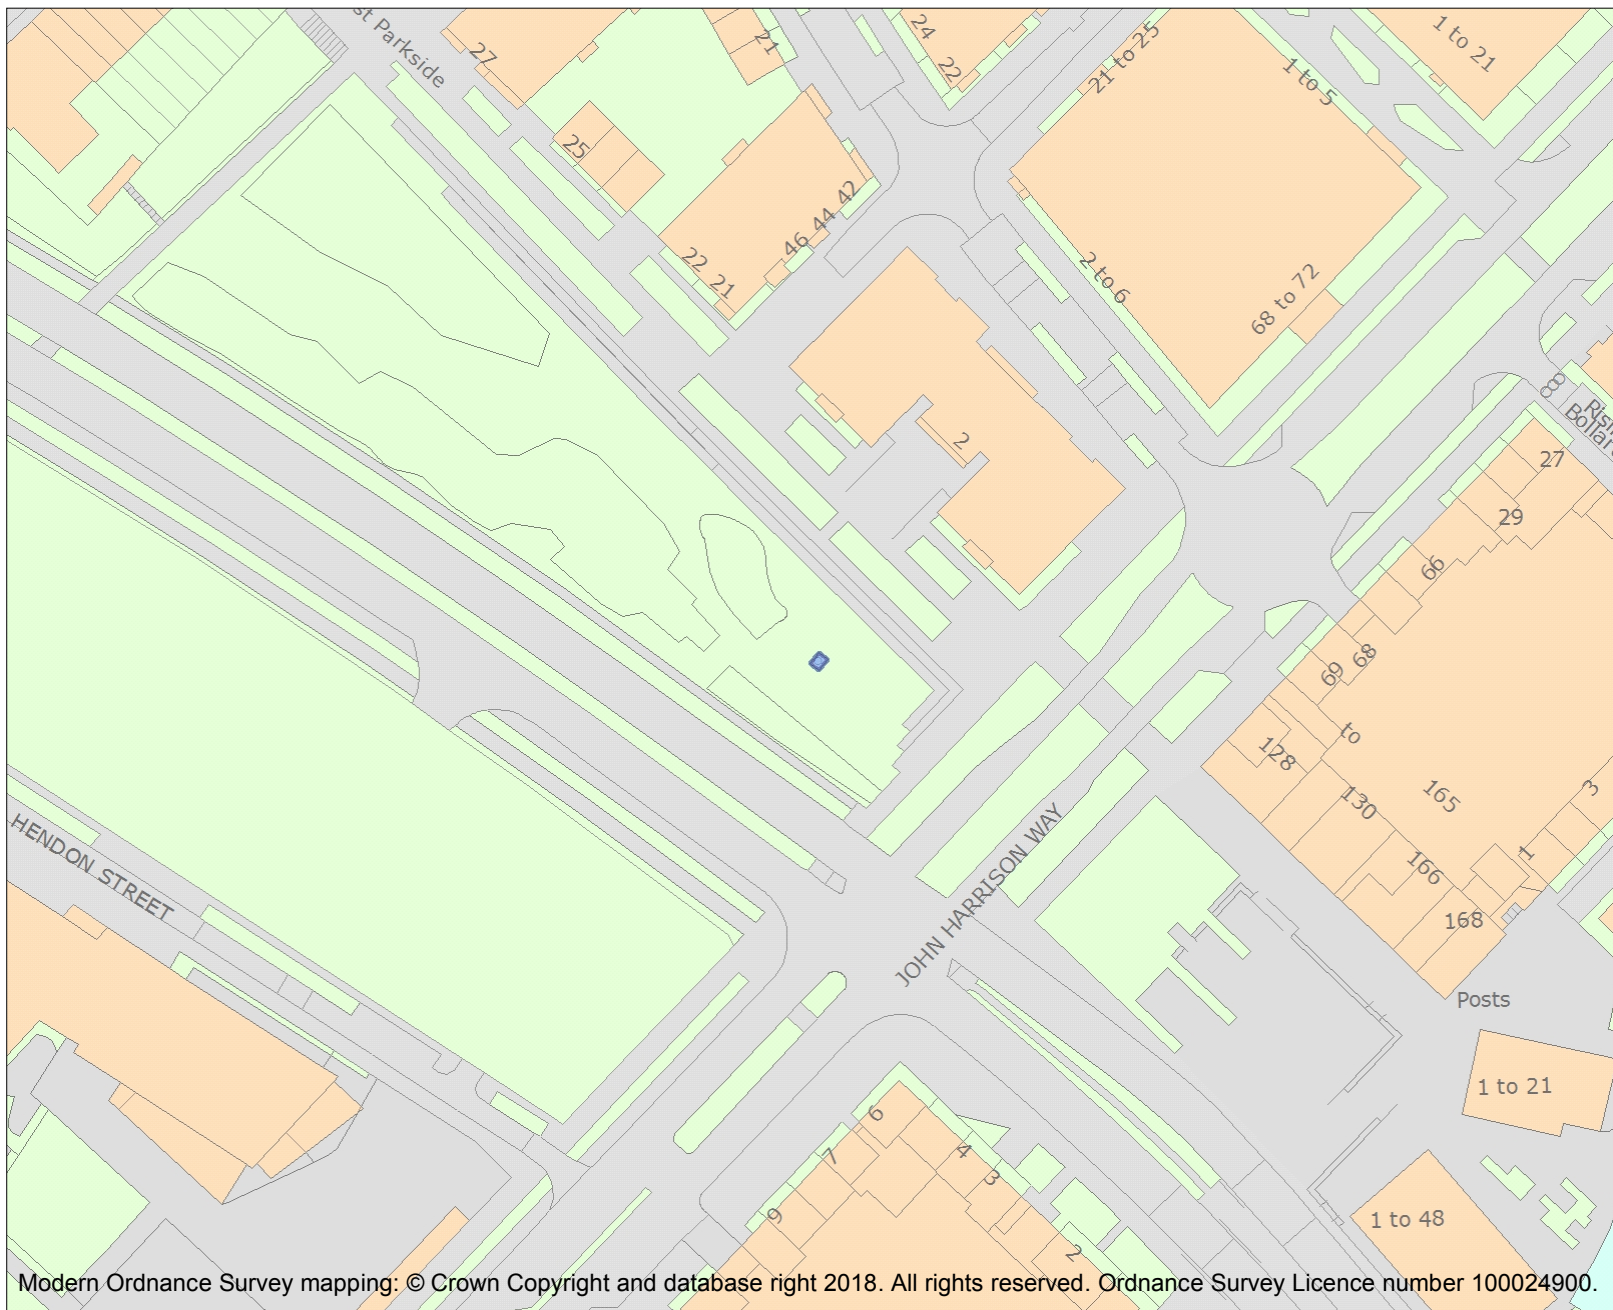 st Parkside
27
21
24
22
21 to 25
1 to 5
1 to 21
25
42
44
46
22
21
2 to 6
68 to 72
8
2
27
29
66
68
69
to
128
130
165
3
1
166
168
HENDON STREET
JOHN HARRISON WAY
Posts
1 to 21
6
7
4
3
9
2
1 to 48
Modern Ordnance Survey mapping: © Crown Copyright and database right 2018. All rights reserved. Ordnance Survey Licence number 100024900.